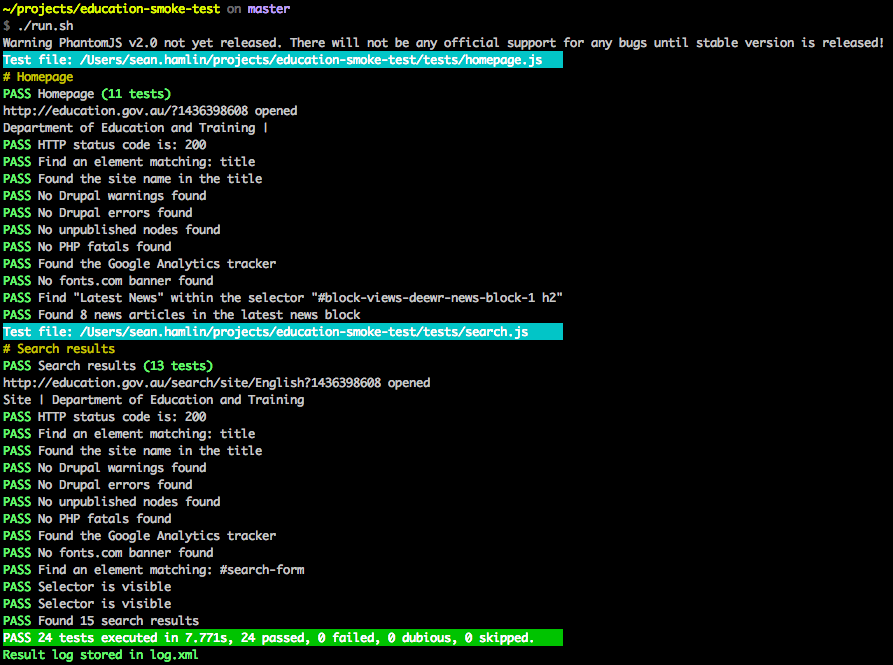 ~/projects/education-smoke-test on master
$ ./run.sh
Warning PhantomJS v2.0 not yet released. There will not be any official support for any bugs until stable version is released!
Test file: /Users/sean.hamlin/projects/education-smoke-test/tests/homepage.js
# Homepage
PASS Homepage (11 tests)
http://education.gov.au/?1436398608 opened
Department of Education and Training |
PASS HTTP status code is: 200
PASS Find an element matching: title
PASS Found the site name in the title
PASS No Drupal warnings found
PASS No Drupal errors found
PASS No unpublished nodes found
PASS No PHP fatals found
PASS Found the Google Analytics tracker
PASS No fonts.com banner found
PASS Find "Latest News" within the selector "#block-views-deewr-news-block-1 h2"
PASS Found 8 news articles in the latest news block
Test file: /Users/sean.hamlin/projects/education-smoke-test/tests/search.js
# Search results
PASS Search results (13 tests)
http://education.gov.au/search/site/English?1436398608 opened
Site | Department of Education and Training
PASS HTTP status code is: 200
PASS Find an element matching: title
PASS Found the site name in the title
PASS No Drupal warnings found
PASS No Drupal errors found
PASS No unpublished nodes found
PASS No PHP fatals found
PASS Found the Google Analytics tracker
PASS No fonts.com banner found
PASS Find an element matching: #search-form
PASS Selector is visible
PASS Selector is visible
PASS Found 15 search results
PASS 24 tests executed in 7.771s, 24 passed, 0 failed, 0 dubious, 0 skipped.
Result log stored in log.xml